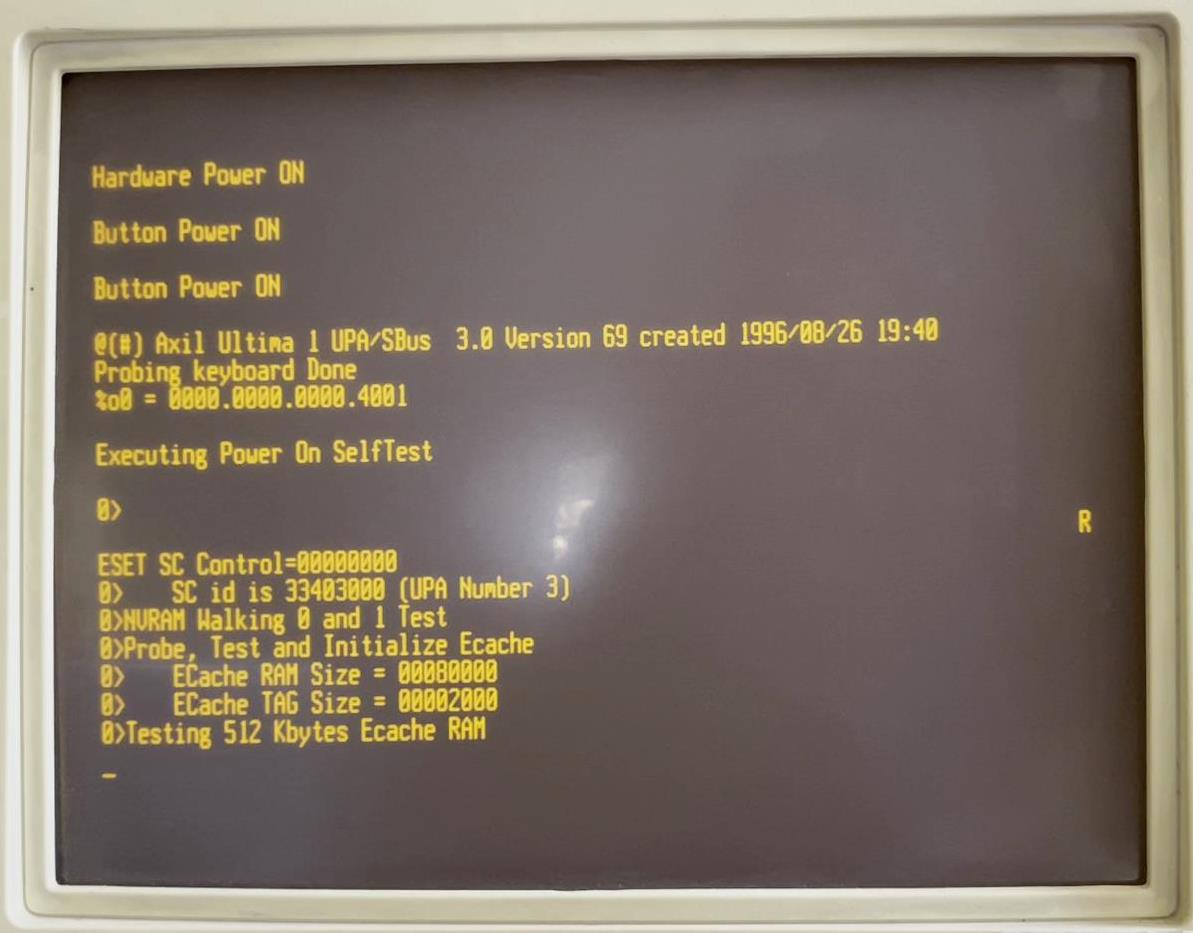 Hardware Power ON
Button Power ON
Button Power ON
@(#) Axil Ultima 1 UPA/SBus  3.0 Version 69 created 1996/08/26 19:40
Probing keyboard Done
%o0 = 0000.0000.0000.4001
Executing Power On SelfTest
0>
R
ESET SC Control=00000000
0>    SC id is 33403000 (UPA Number 3)
0>NVRAM Walking 0 and 1 Test
0>Probe, Test and Initialize Ecache
0>    ECache RAM Size = 00080000
0>    ECache TAG Size = 00002000
0>Testing 512 Kbytes Ecache RAM
_